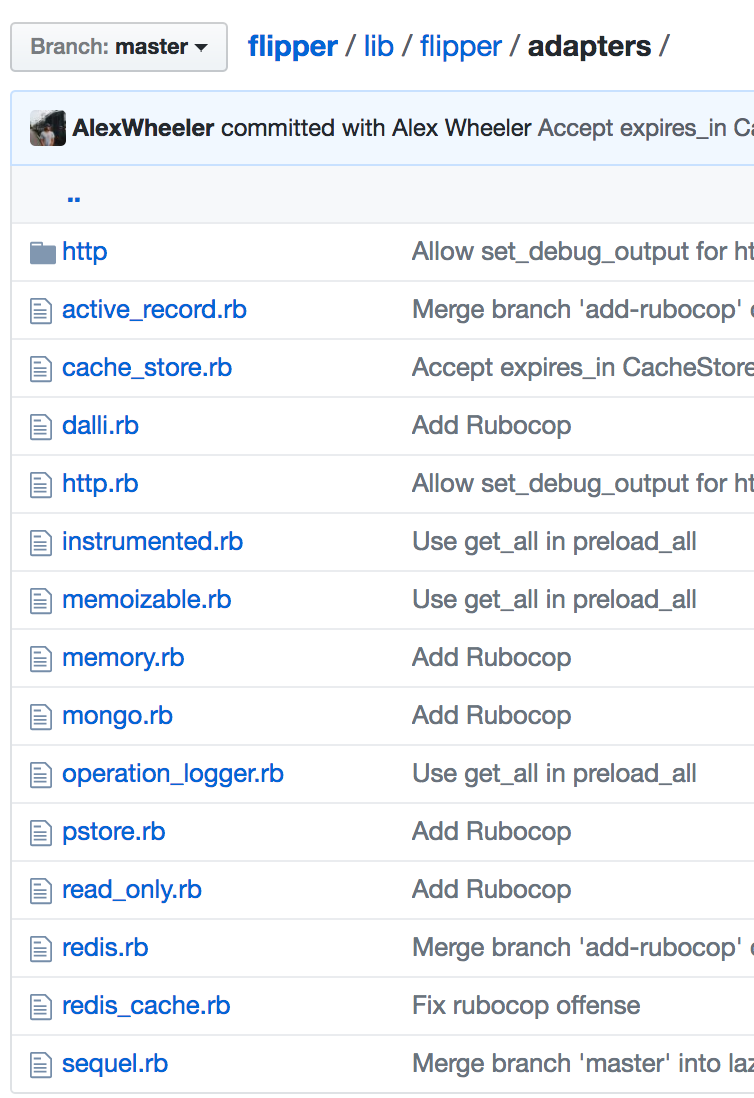 Branch: master flipper / lib / flipper / adapters /
AlexWheeler committed with Alex Wheeler Accept expires_in
..
http Allow set_debug_output for
active_record.rb Merge branch 'add-rubocop'
cache_store.rb Accept expires_in CacheStore
dalli.rb Add Rubocop
http.rb Allow set_debug_output for
instrumented.rb Use get_all in preload_all
memoizable.rb Use get_all in preload_all
memory.rb Add Rubocop
mongo.rb Add Rubocop
operation_logger.rb Use get_all in preload_all
pstore.rb Add Rubocop
read_only.rb Add Rubocop
redis.rb Merge branch 'add-rubocop'
redis_cache.rb Fix rubocop offense
sequel.rb Merge branch 'master' into